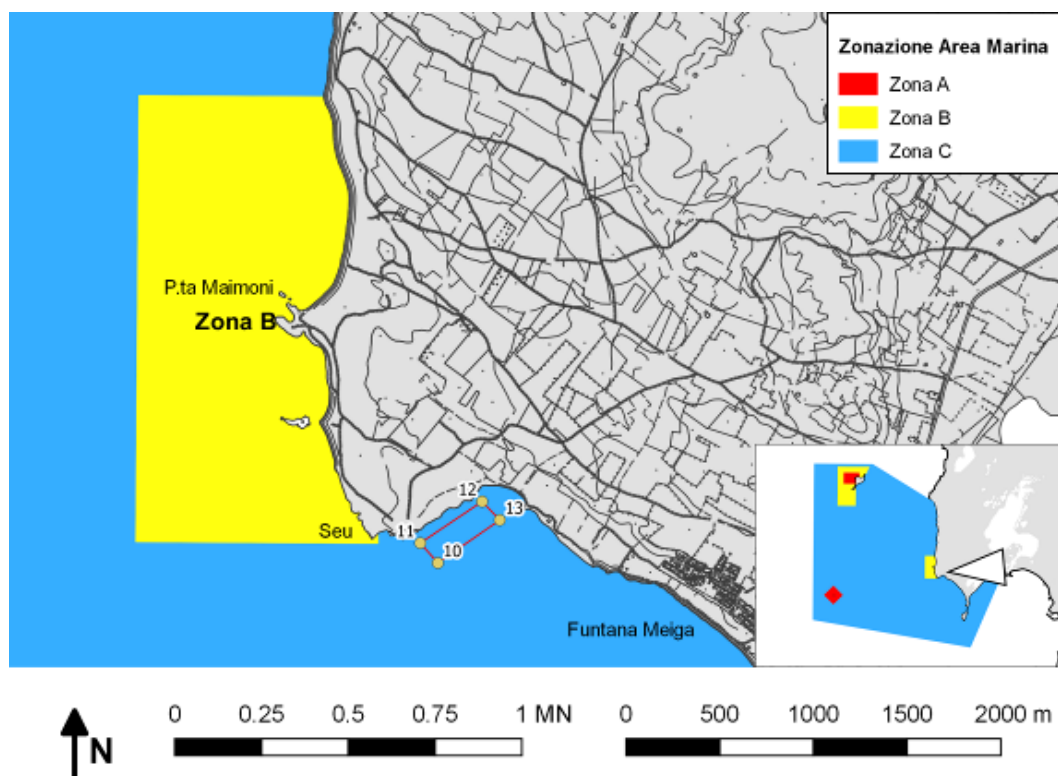 Zonazione Area Marina
Zona A
Zona B
Zona C
P.ta Maimoni
Zona B
12
13
11
10
Seu
Funtana Meiga
N
0 0.25 0.5 0.75 1 MN
0 500 1000 1500 2000 m